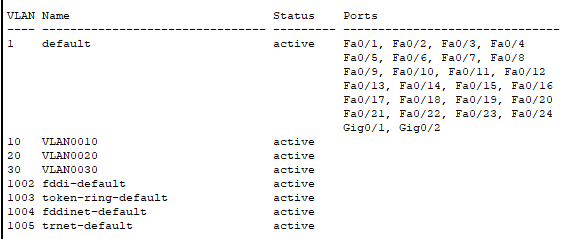 VLAN Name                             Status    Ports
---- -------------------------------- --------- -------------------------------
1    default                          active    Fa0/1, Fa0/2, Fa0/3, Fa0/4
                                                Fa0/5, Fa0/6, Fa0/7, Fa0/8
                                                Fa0/9, Fa0/10, Fa0/11, Fa0/12
                                                Fa0/13, Fa0/14, Fa0/15, Fa0/16
                                                Fa0/17, Fa0/18, Fa0/19, Fa0/20
                                                Fa0/21, Fa0/22, Fa0/23, Fa0/24
                                                Gig0/1, Gig0/2
10   VLAN0010                         active
20   VLAN0020                         active
30   VLAN0030                         active
1002 fddi-default                     active
1003 token-ring-default               active
1004 fddinet-default                  active
1005 trnet-default                    active